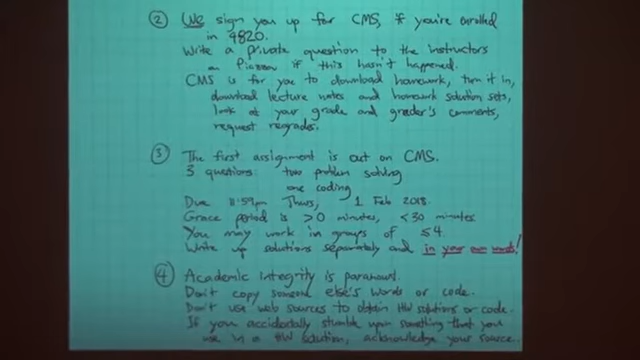 ② We sign you up for CMS, if you're enrolled
in 4820.
Write a private question to the instructors
on Piazza if this hasn't happened.
CMS is for you to download homework, turn it in,
download lecture notes and homework solution sets,
look at your grade and grader's comments,
request regrades.
③ The first assignment is out on CMS.
3 questions: two problem solving
one coding
Due 11:59pm Thurs, 1 Feb 2018.
Grace period is >0 minutes, <30 minutes
You may work in groups of ≤4.
Write up solutions separately and in your own words!
④ Academic integrity is paramount.
Don't copy someone else's words or code.
Don't use web sources to obtain HW solutions or code.
If you accidentally stumble upon something that you
use in a HW solution, acknowledge your source.